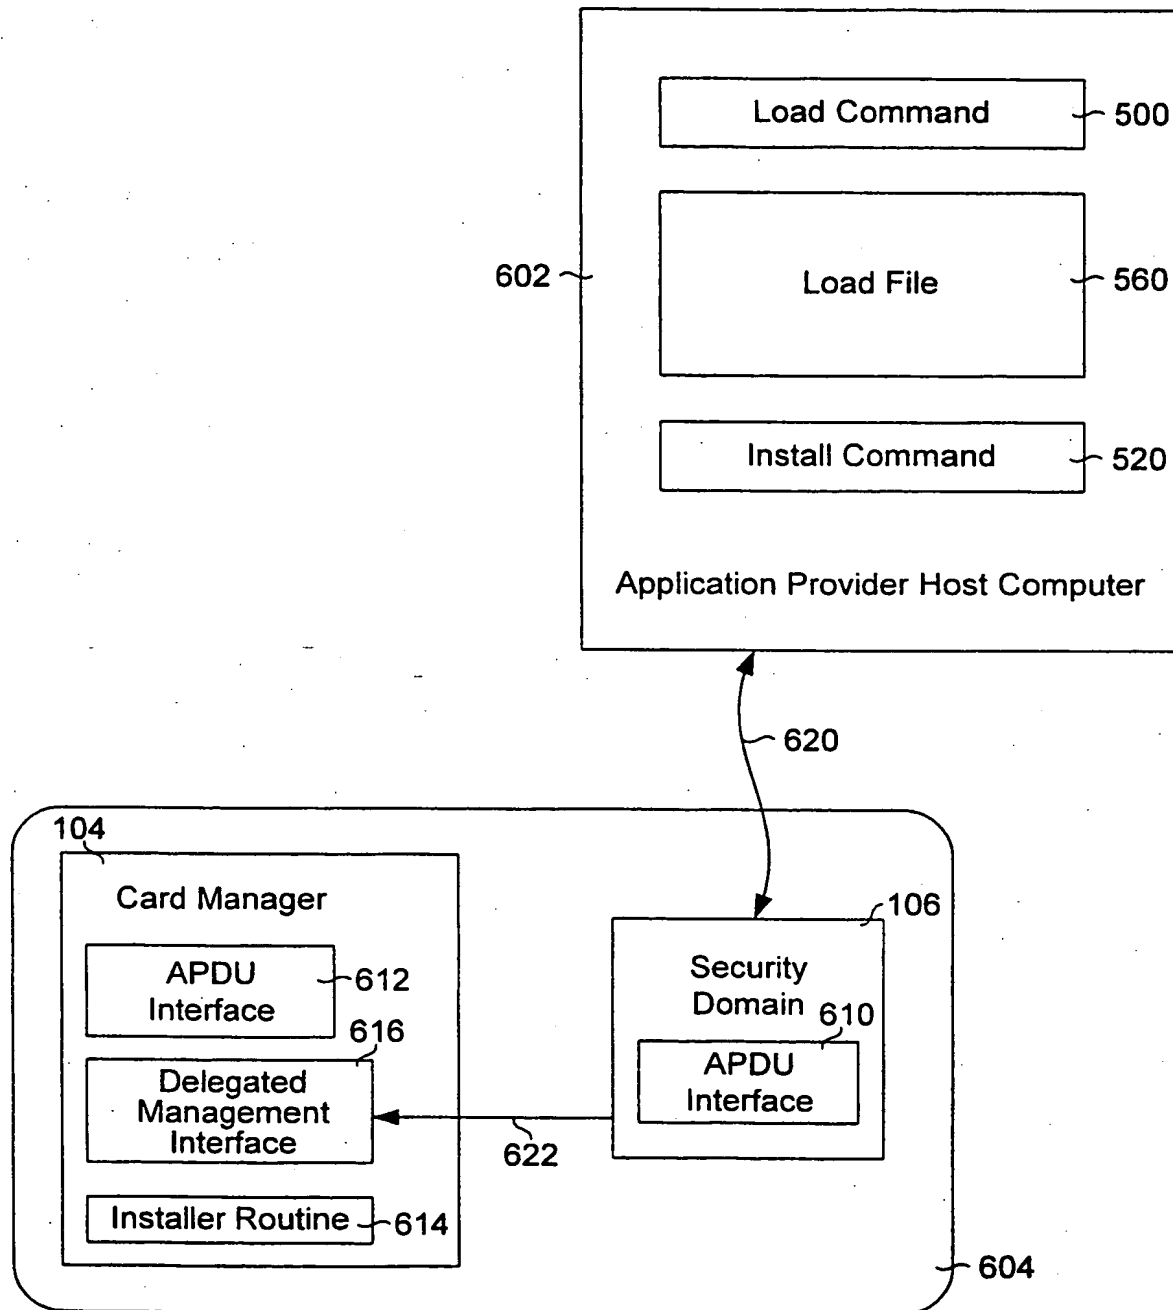 Load Command
500
602
Load File
560
Install Command
520
Application Provider Host Computer
620
104
Card Manager
106
APDU
Interface
612
Security
Domain
616
610
Delegated
Management
Interface
APDU
Interface
622
Installer Routine
614
604